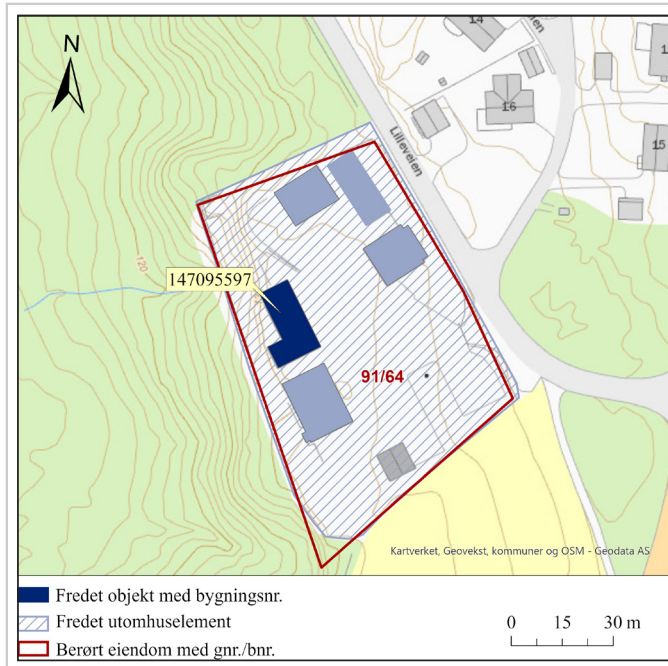 N
14
eien
16
15
Lilleveien
120
147095597
91/64
Kartverket, Geovekst, kommuner og OSM - Geodata AS
Fredet objekt med bygningsnr.
Fredet utomhuselement
Berørt eiendom med gnr./bnr.
0 15 30 m